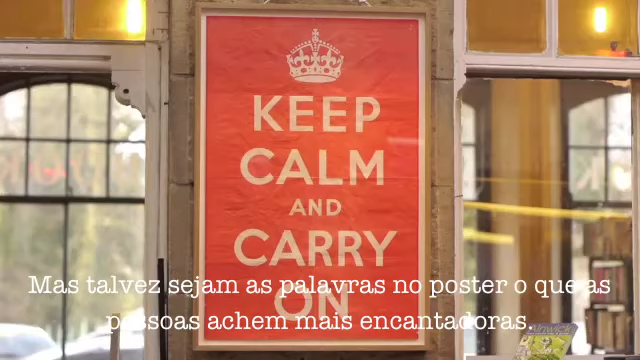 KEEP
CALM
AND
CARRY
ON
Mas talvez sejam as palavras no poster o que as
pessoas achem mais encantadoras.